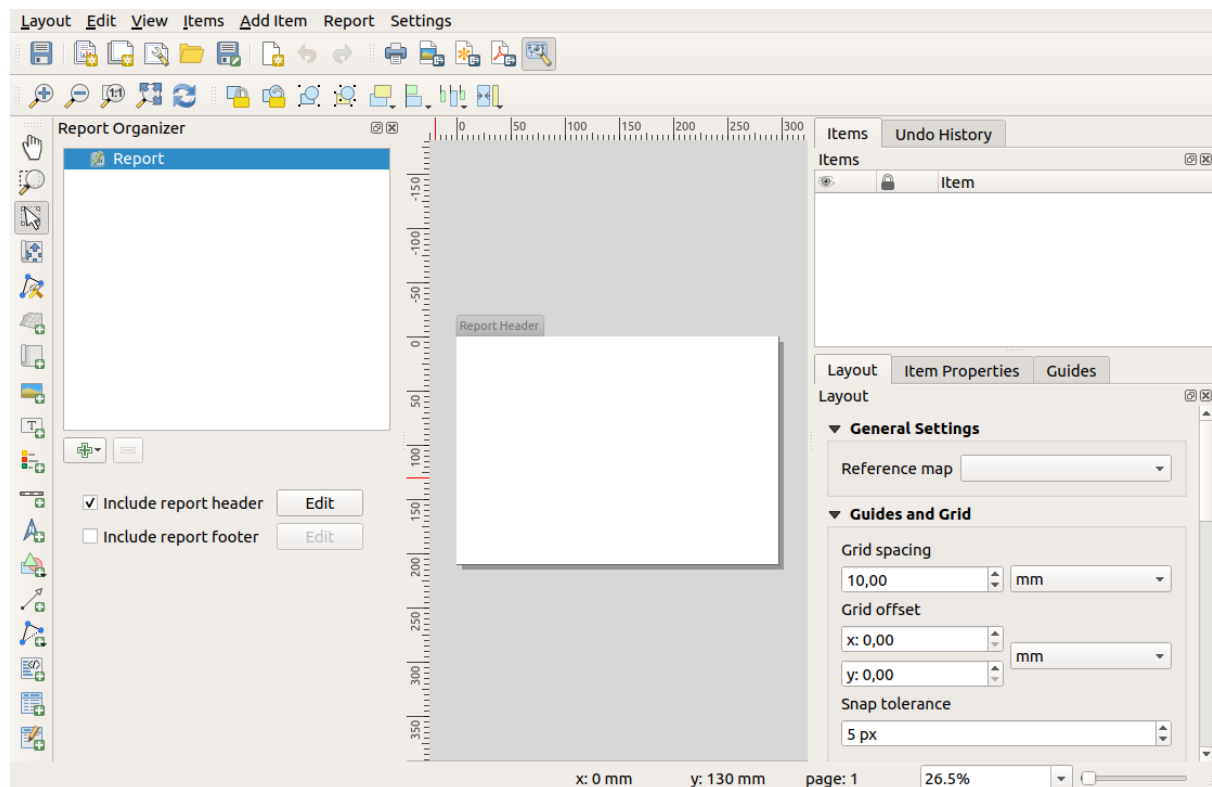 Layout Edit View Items Add Item Report Settings
1:1
Report Organizer
Report
Include report header Edit
Include report footer Edit
0 50 100 150 200 250 300
-150
-100
-50
0
50
100
150
200
250
300
350
Report Header
Items Undo History
Items
Item
Layout Item Properties Guides
Layout
General Settings
Reference map
Guides and Grid
Grid spacing
10,00 mm
Grid offset
x: 0,00
mm
y: 0,00
Snap tolerance
5 px
x: 0 mm y: 130 mm page: 1 26.5%